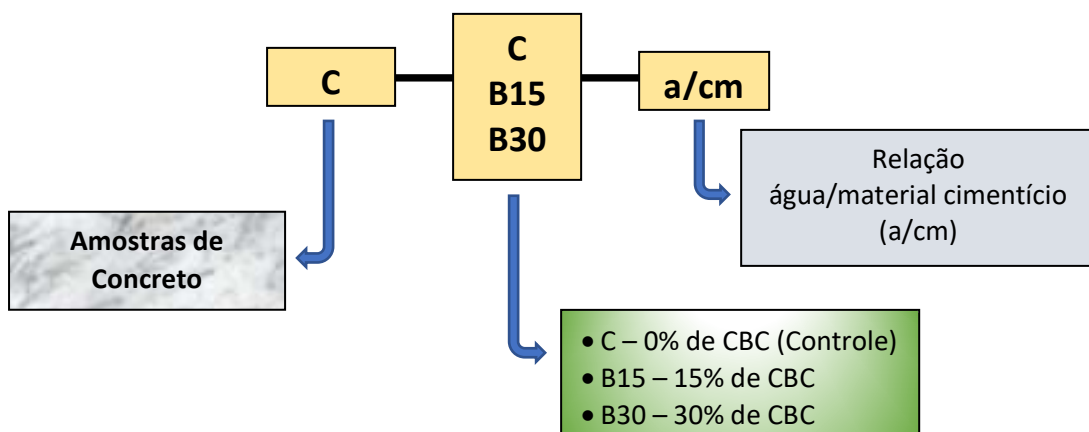 C
C
B15
B30
a/cm
Amostras de
Concreto
Relação
água/material cimentício
(a/cm)
• C – 0% de CBC (Controle)
• B15 – 15% de CBC
• B30 – 30% de CBC